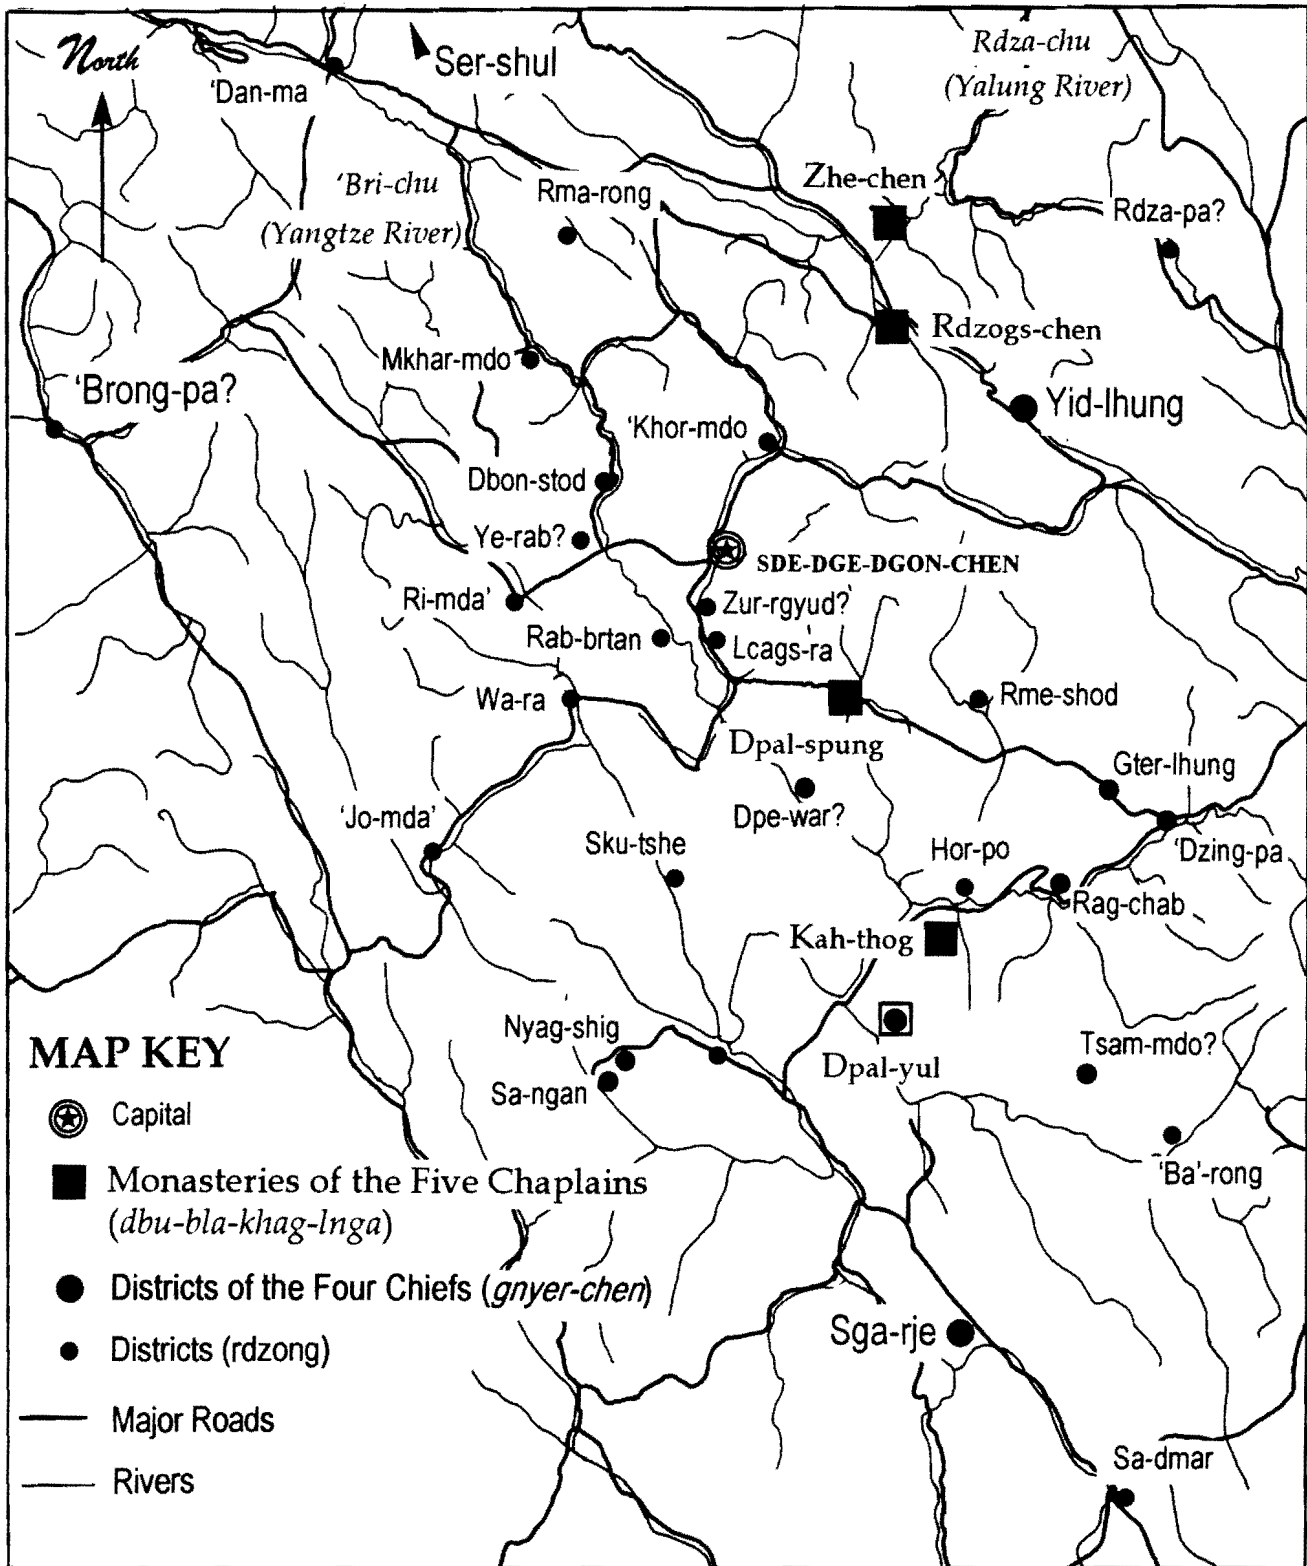 North
Ser-shul
Rdza-chu
(Yalung River)
'Dan-ma
'Bri-chu
(Yangtze River)
Rma-rong
Zhe-chen
Rdza-pa?
Rdzogs-chen
Mkhar-mdo
'Brong-pa?
Yid-lhung
'Khor-mdo
Dbon-stod
Ye-rab?
SDE-DGE-DGON-CHEN
Ri-mda'
Zur-rgyud?
Rab-brtan
Lcags-ra
Wa-ra
Rme-shod
Dpal-spung
Gter-lhung
'Jo-mda'
Dpe-war?
Sku-tshe
Hor-po
'Dzing-pa
Rag-chab
Kah-thog
Nyag-shig
Tsam-mdo?
Dpal-yul
Sa-ngan
'Ba'-rong
Sga-rje
Sa-dmar
MAP KEY
Capital
Monasteries of the Five Chaplains
(dbu-bla-khag-lnga)
Districts of the Four Chiefs (gnyer-chen)
Districts (rdzong)
Major Roads
Rivers